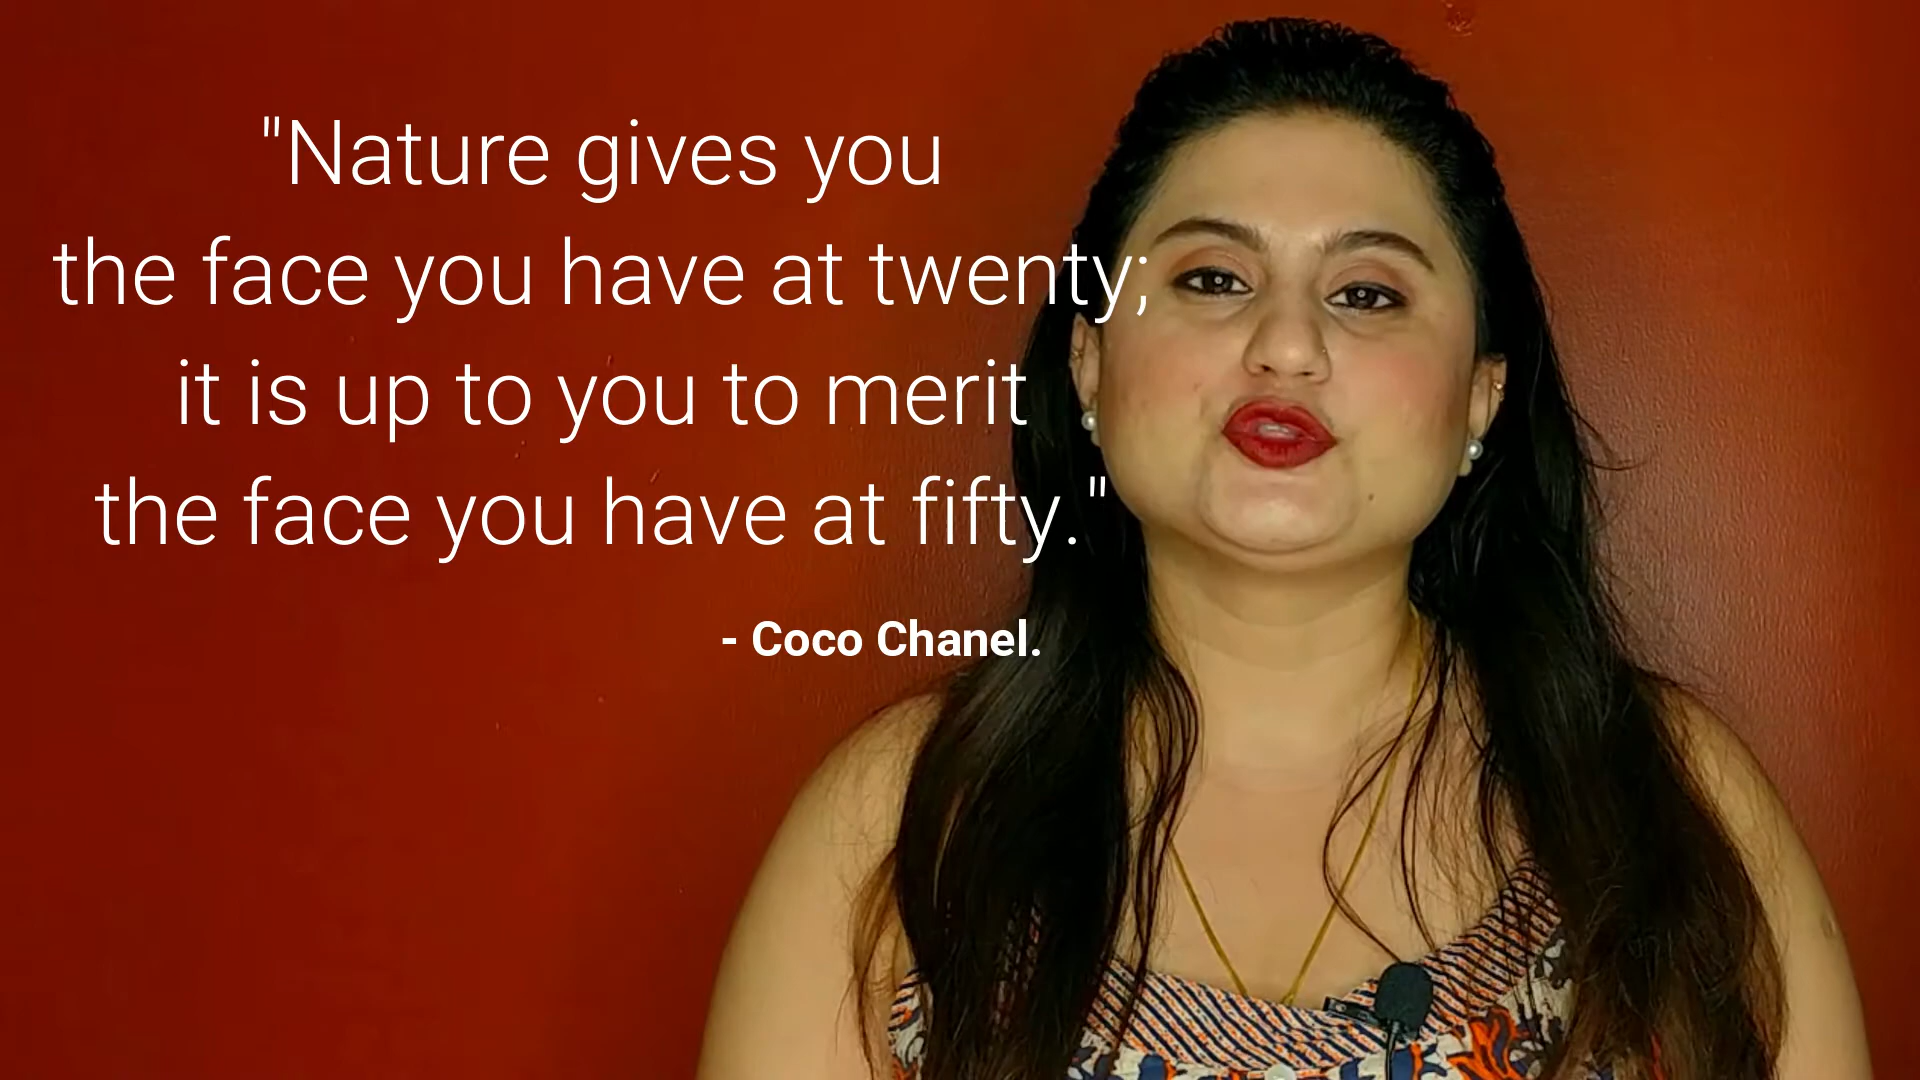 "Nature gives you
the face you have at twenty;
it is up to you to merit
the face you have at fifty."
- Coco Chanel.